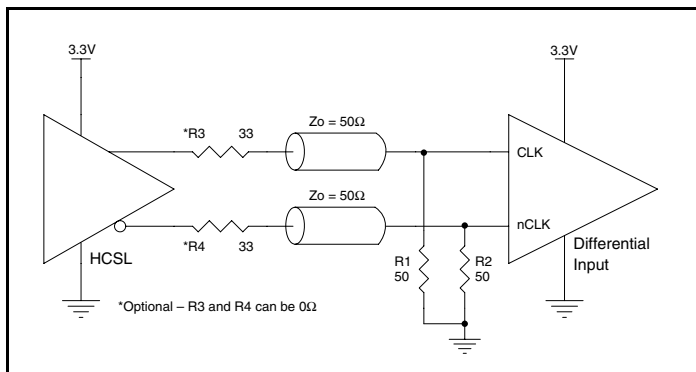 3.3V
3.3V
Zo = 50Ω
*R3 33
CLK
Zo = 50Ω
nCLK
*R4 33
HCSL
R1
50
R2
50
Differential
Input
*Optional – R3 and R4 can be 0Ω